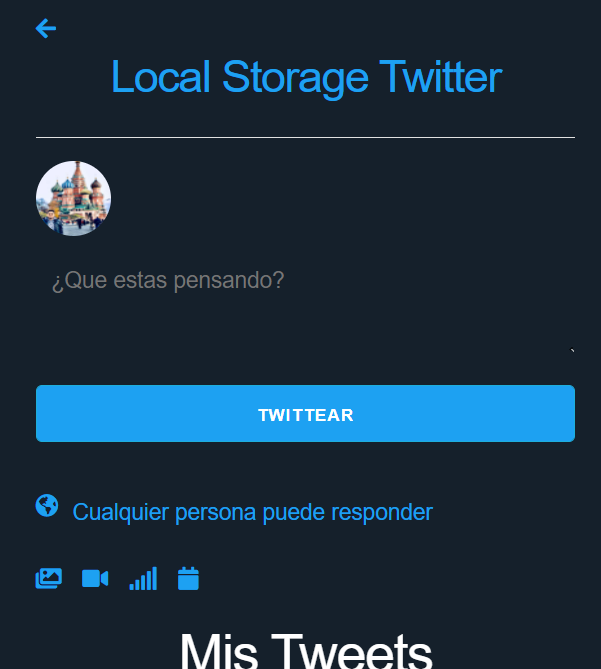 Local Storage Twitter
¿Que estas pensando?
TWITTEAR
Cualquier persona puede responder
Mis Tweets